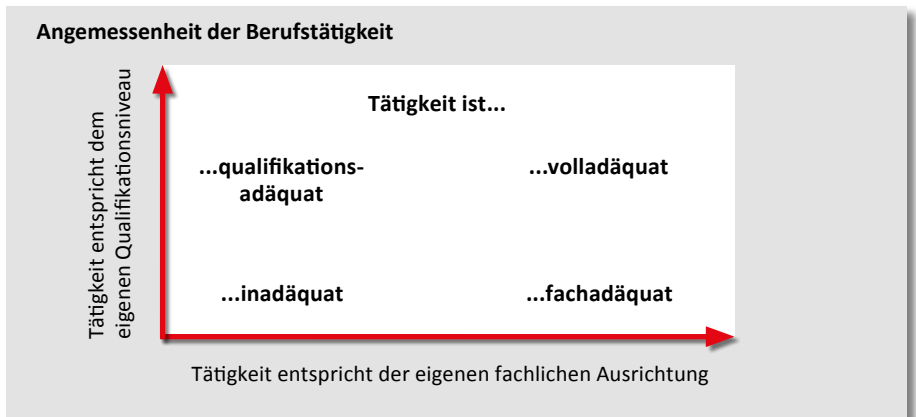 Angemessenheit der Berufstätigkeit
Tätigkeit entspricht dem
eigenen Qualifikationsniveau
Tätigkeit ist...
...qualifikations-
adäquat
...volladäquat
...inadäquat
...fachadäquat
Tätigkeit entspricht der eigenen fachlichen Ausrichtung